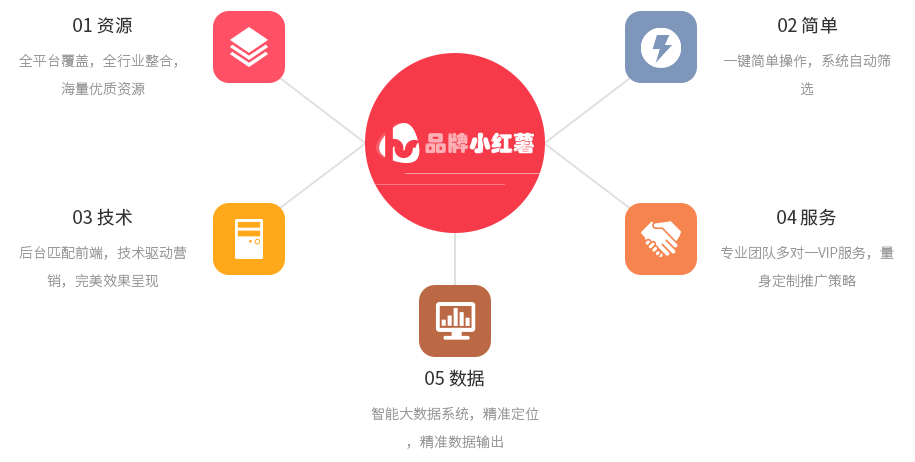 01 资源
全平台覆盖，全行业整合，
海量优质资源
02 简单
一键简单操作，系统自动筛
选
品牌小红薯
03 技术
后台匹配前端，技术驱动营
销，完美效果呈现
04 服务
专业团队多对一VIP服务，量
身定制推广策略
05 数据
智能大数据系统，精准定位
，精准数据输出